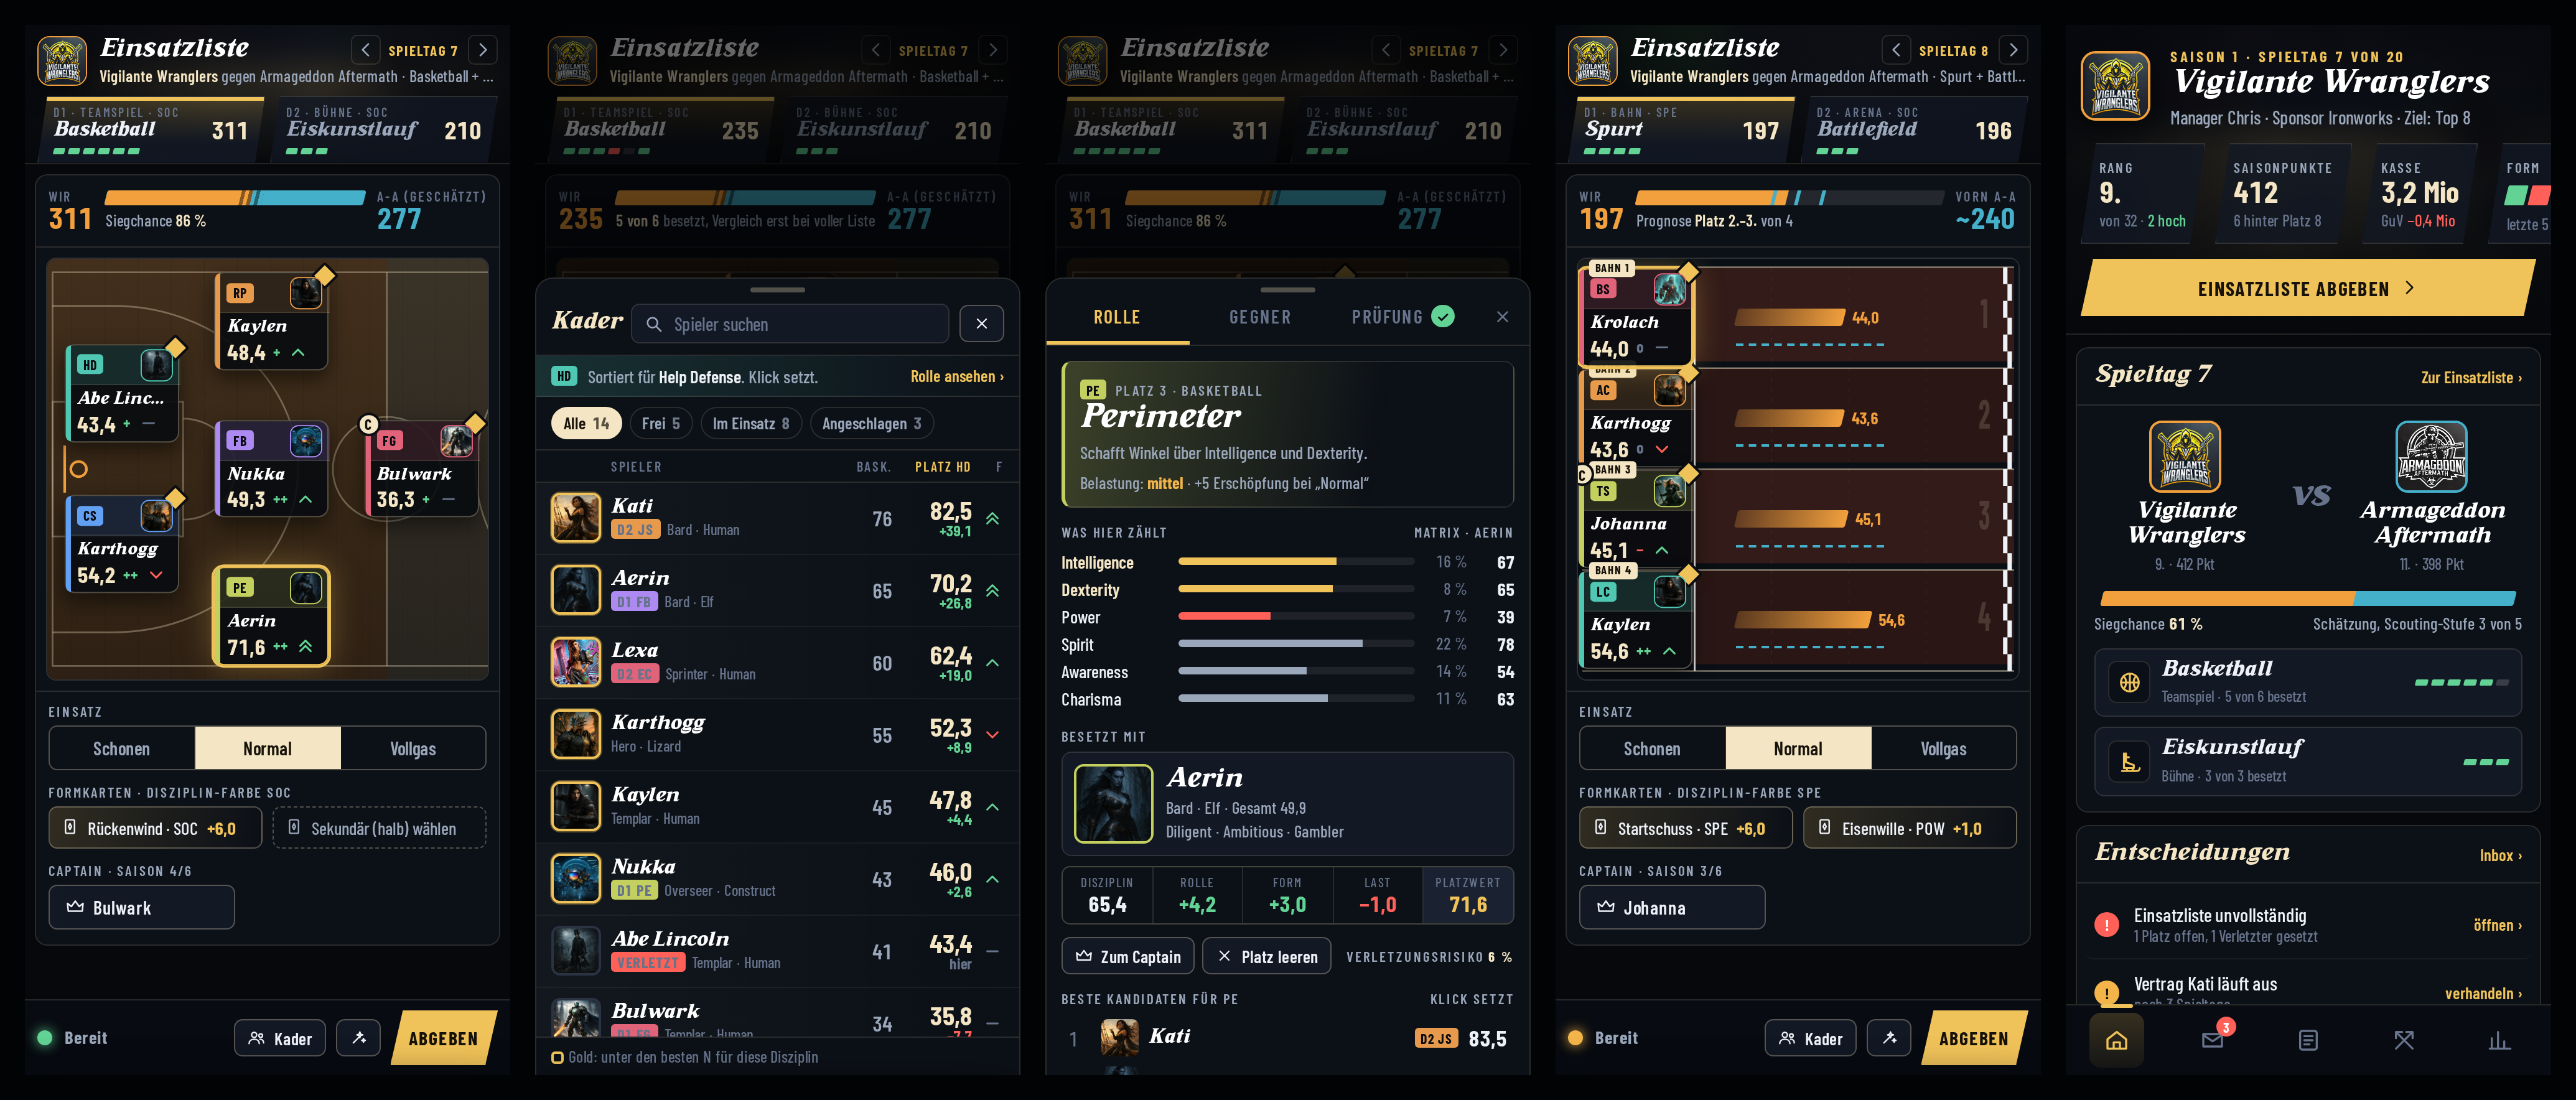 Einsatzliste
SPIELTAG 7
Vigilante Wranglers gegen Armageddon Aftermath · Basketball + ...
D1 · TEAMSPIEL · SOC
Basketball
311
D2 · BÜHNE · SOC
Eiskunstlauf
210
WIR
311
Siegchance 86 %
A-A (GESCHÄTZT)
277
RP
Kaylen
48,4 +
HD
Abe Linc...
43,4 +
FB
Nukka
49,3 ++
C
FG
Bulwark
36,3 +
CS
Karthogg
54,2 ++
PE
Aerin
71,6 ++
EINSATZ
Schonen
Normal
Vollgas
FORMKARTEN · DISZIPLIN-FARBE SOC
Rückenwind · SOC +6,0
Sekundär (halb) wählen
CAPTAIN · SAISON 4/6
Bulwark
Bereit
Kader
ABGEBEN
Einsatzliste
SPIELTAG 7
Vigilante Wranglers gegen Armageddon Aftermath · Basketball + ...
D1 · TEAMSPIEL · SOC
Basketball
235
D2 · BÜHNE · SOC
Eiskunstlauf
210
WIR
235
5 von 6 besetzt, Vergleich erst bei voller Liste
A-A (GESCHÄTZT)
277
Kader
Spieler suchen
HD Sortiert für Help Defense. Klick setzt.
Rolle ansehen ›
Alle 14
Frei 5
Im Einsatz 8
Angeschlagen 3
SPIELER BASK. PLATZ HD F
Kati
D2 JS Bard · Human
76
82,5
+39,1
Aerin
D1 FB Bard · Elf
65
70,2
+26,8
Lexa
D2 EC Sprinter · Human
60
62,4
+19,0
Karthogg
Hero · Lizard
55
52,3
+8,9
Kaylen
Templar · Human
45
47,8
+4,4
Nukka
D1 PE Overseer · Construct
43
46,0
+2,6
Abe Lincoln
VERLETZT Templar · Human
41
43,4
hier
Bulwark
D1 FG Templar · Human
34
35,8
-7,7
Gold: unter den besten N für diese Disziplin
Einsatzliste
SPIELTAG 7
Vigilante Wranglers gegen Armageddon Aftermath · Basketball + ...
D1 · TEAMSPIEL · SOC
Basketball
311
D2 · BÜHNE · SOC
Eiskunstlauf
210
WIR
311
Siegchance 86 %
A-A (GESCHÄTZT)
277
ROLLE
GEGNER
PRÜFUNG
PE PLATZ 3 · BASKETBALL
Perimeter
Schafft Winkel über Intelligence und Dexterity.
Belastung: mittel · +5 Erschöpfung bei „Normal“
WAS HIER ZÄHLT
MATRIX · AERIN
Intelligence 16 % 67
Dexterity 8 % 65
Power 7 % 39
Spirit 22 % 78
Awareness 14 % 54
Charisma 11 % 63
BESETZT MIT
Aerin
Bard · Elf · Gesamt 49,9
Diligent · Ambitious · Gambler
DISZIPLIN ROLLE FORM LAST PLATZWERT
65,4 +4,2 +3,0 −1,0 71,6
Zum Captain
Platz leeren
VERLETZUNGSRISIKO 6 %
BESTE KANDIDATEN FÜR PE
KLICK SETZT
1 Kati D2 JS 83,5
Einsatzliste
SPIELTAG 8
Vigilante Wranglers gegen Armageddon Aftermath · Spurt + Battl...
D1 · BAHN · SPE
Spurt
197
D2 · ARENA · SOC
Battlefield
196
WIR
197
Prognose Platz 2.-3. von 4
VORN A-A
~240
BAHN 1
BS
Krolach
44,0 o
44,0
1
BAHN 2
AC
Karthogg
43,6 o
43,6
2
C
BAHN 3
TS
Johanna
45,1 -
45,1
3
BAHN 4
LC
Kaylen
54,6 ++
54,6
4
EINSATZ
Schonen
Normal
Vollgas
FORMKARTEN · DISZIPLIN-FARBE SPE
Startschuss · SPE +6,0
Eisenwille · POW +1,0
CAPTAIN · SAISON 3/6
Johanna
Bereit
Kader
ABGEBEN
SAISON 1 · SPIELTAG 7 VON 20
Vigilante Wranglers
Manager Chris · Sponsor Ironworks · Ziel: Top 8
RANG
9.
von 32 · 2 hoch
SAISONPUNKTE
412
6 hinter Platz 8
KASSE
3,2 Mio
GuV −0,4 Mio
FORM
letzte 5
EINSATZLISTE ABGEBEN
Spieltag 7
Zur Einsatzliste ›
VIGILANTE
WRANGLERS
Vigilante
Wranglers
9. · 412 Pkt
VS
ARMAGEDDON
AFTERMATH
Armageddon
Aftermath
11. · 398 Pkt
Siegchance 61 %
Schätzung, Scouting-Stufe 3 von 5
Basketball
Teamspiel · 5 von 6 besetzt
Eiskunstlauf
Bühne · 3 von 3 besetzt
Entscheidungen
Inbox ›
! Einsatzliste unvollständig
1 Platz offen, 1 Verletzter gesetzt
öffnen ›
! Vertrag Kati läuft aus
noch 3 Spieltage
verhandeln ›
3